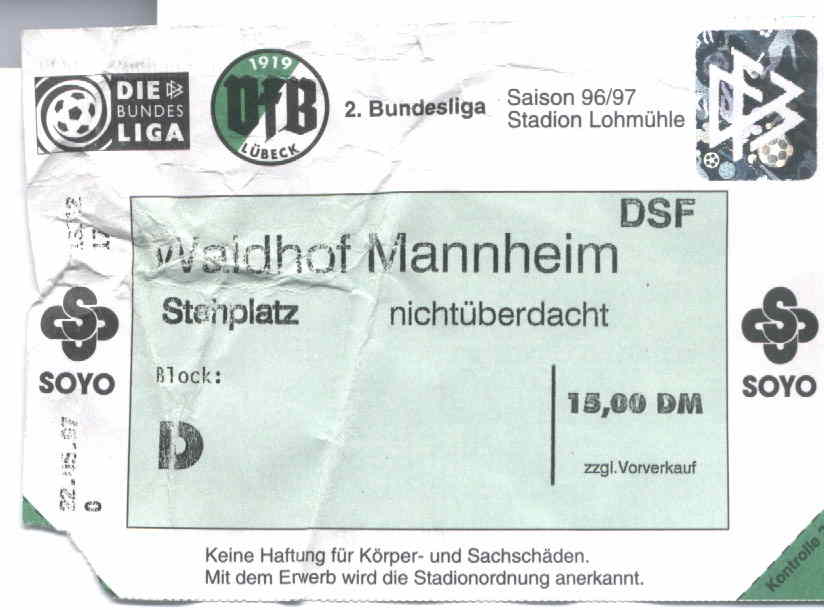 DIE
BUNDES
LIGA
1919
VfB
LÜBECK
2. Bundesliga
Saison 96/97
Stadion Lohmühle
DFB
DSF
Waldhof Mannheim
Stehplatz nichtüberdacht
Block:
D
15,00 DM
zzgl.Vorverkauf
SOYO
SOYO
Keine Haftung für Körper- und Sachschäden.
Mit dem Erwerb wird die Stadionordnung anerkannt.
Kontrolle